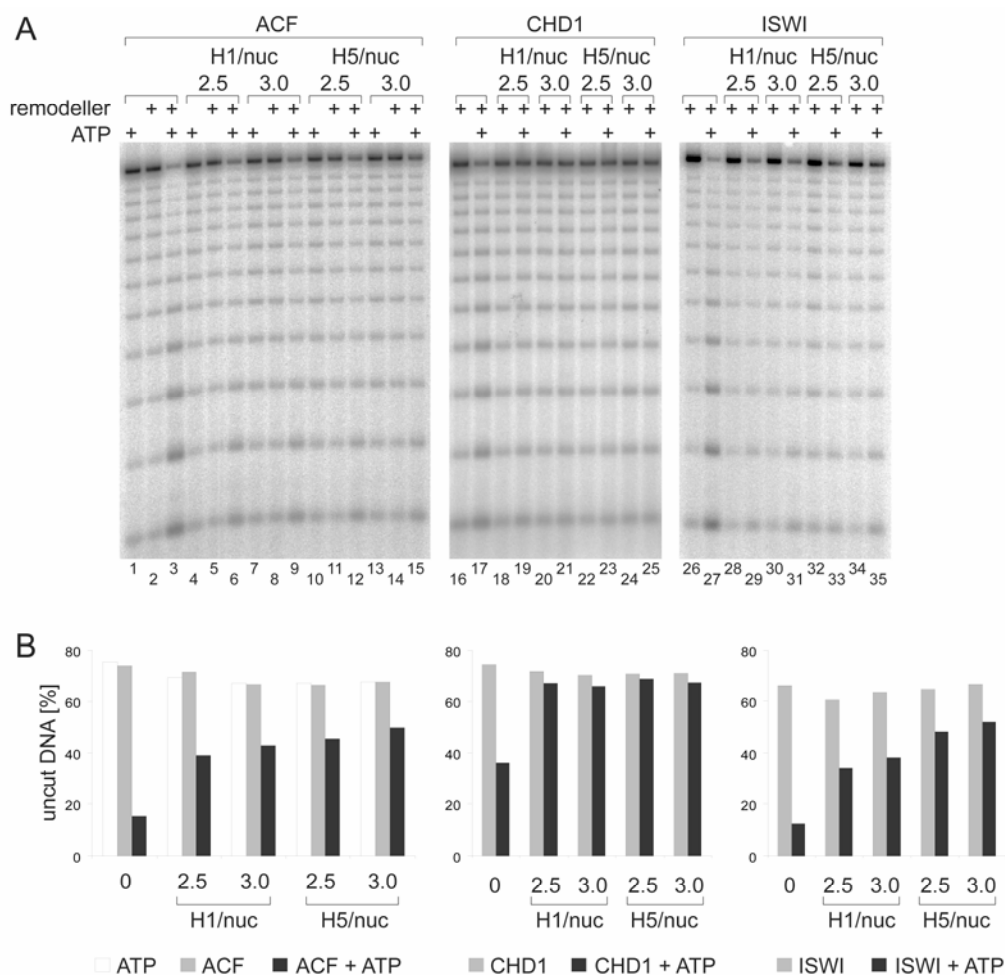 A
ACF CHD1 ISWI
H1/nuc H5/nuc H1/nuc H5/nuc H1/nuc H5/nuc
2.5 3.0 2.5 3.0 2.5 3.0 2.5 3.0 2.5 3.0 2.5 3.0
remodeller + + + + + + + + + + + + + + + + + + + + + + + + + + + + + +
ATP + + + + + + + + + + + + + + + + + + + +
1 3 5 7 9 11 13 15 17 19 21 23 25 26 28 30 32 34
2 4 6 8 10 12 14 16 18 20 22 24 27 29 31 33 35
B
uncut DNA [%]
80 80 80
60 60 60
40 40 40
20 20 20
0 0 0
0 2.5 3.0 2.5 3.0 0 2.5 3.0 2.5 3.0 0 2.5 3.0 2.5 3.0
H1/nuc H5/nuc H1/nuc H5/nuc H1/nuc H5/nuc
ATP ACF ACF + ATP CHD1 CHD1 + ATP ISWI ISWI + ATP